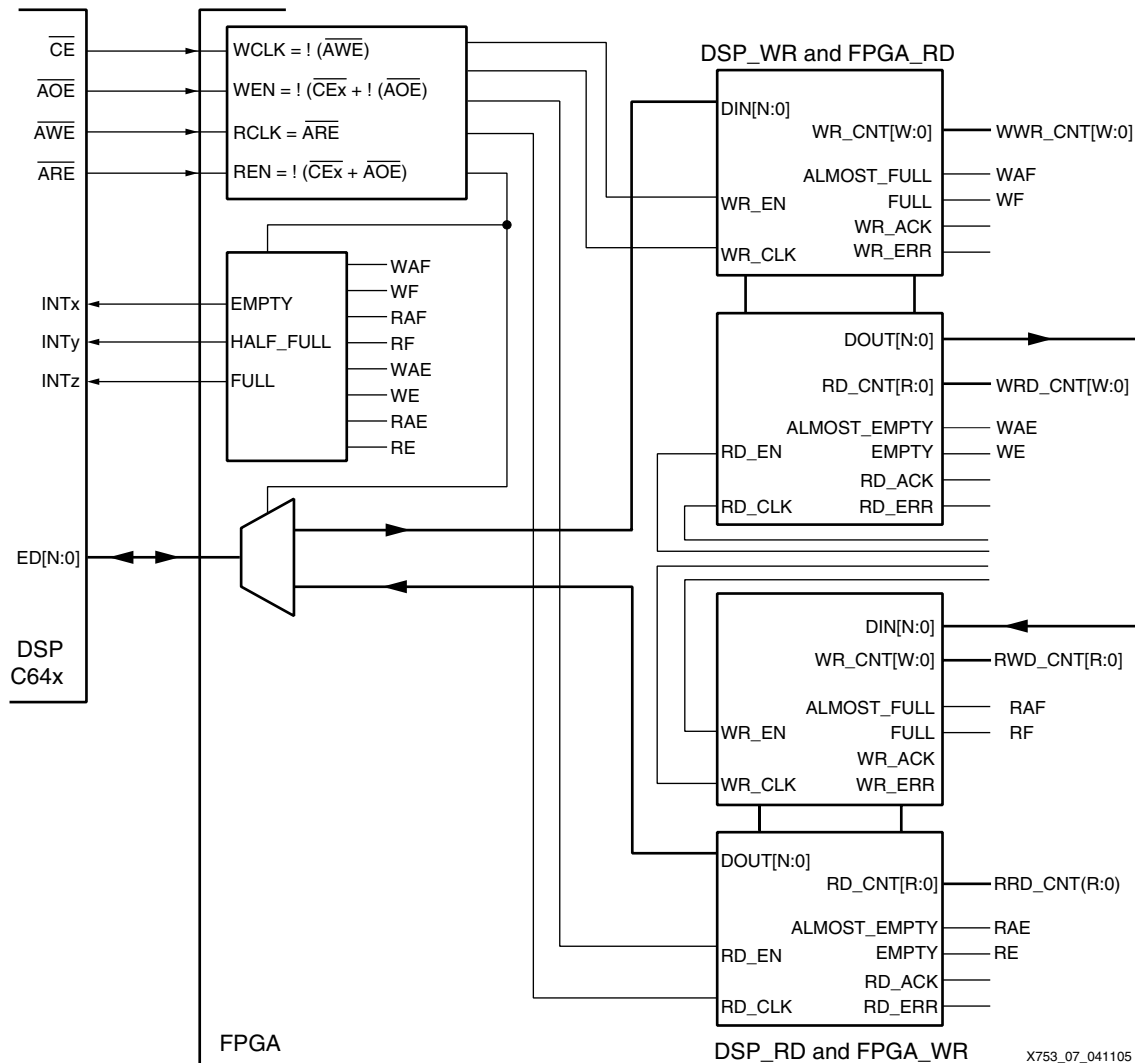 CE
AOE
AWE
ARE
INTx
INTy
INTz
ED[N:0]
DSP
C64x
FPGA
WCLK = ! (AWE)
WEN = ! (CEx + ! (AOE)
RCLK = ARE
REN = ! (CEx + AOE)
EMPTY
HALF_FULL
FULL
WAF
WF
RAF
RF
WAE
WE
RAE
RE
DSP_WR and FPGA_RD
DIN[N:0]
WR_CNT[W:0] WWR_CNT[W:0]
ALMOST_FULL WAF
FULL WF
WR_EN
WR_ACK
WR_CLK
WR_ERR
DOUT[N:0]
RD_CNT[R:0] WRD_CNT[W:0]
ALMOST_EMPTY WAE
RD_EN
EMPTY WE
RD_ACK
RD_CLK
RD_ERR
DIN[N:0]
WR_CNT[W:0] RWD_CNT[R:0]
ALMOST_FULL RAF
WR_EN
FULL RF
WR_ACK
WR_CLK
WR_ERR
DOUT[N:0]
RD_CNT[R:0] RRD_CNT(R:0)
ALMOST_EMPTY RAE
RD_EN
EMPTY RE
RD_ACK
RD_CLK
RD_ERR
DSP_RD and FPGA_WR
X753_07_041105